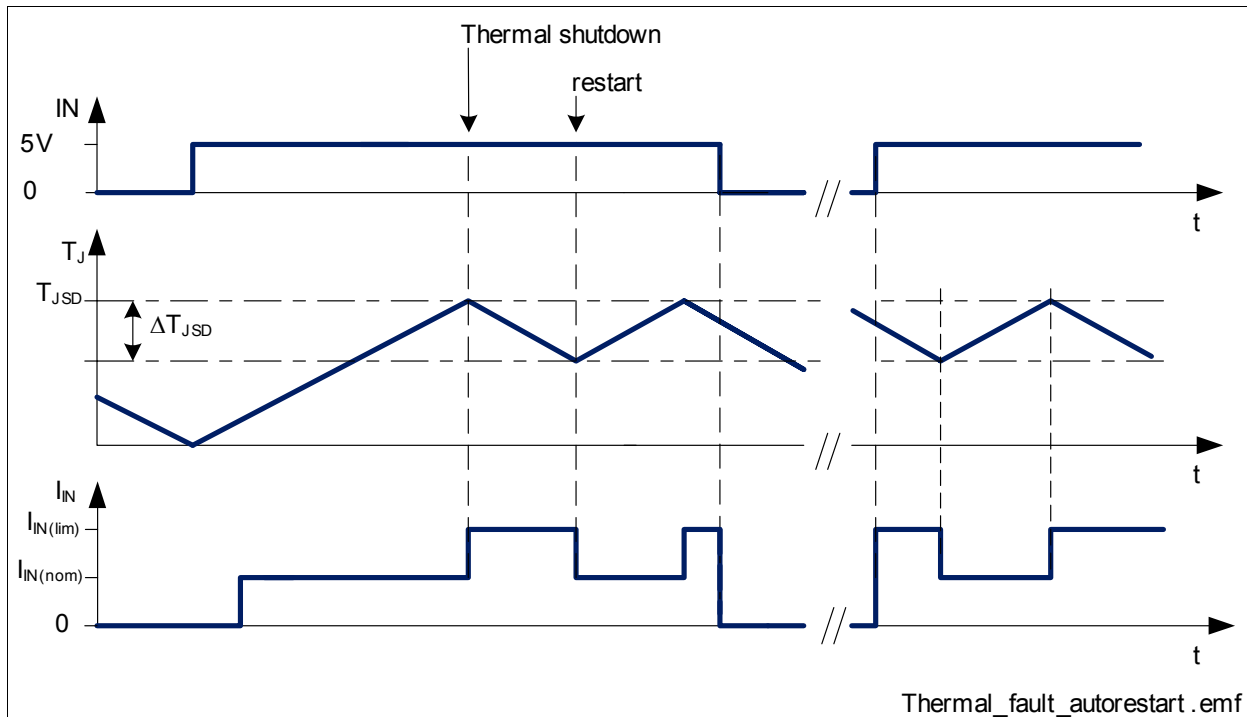 Thermal shutdown
restart
IN
5V
0
t
TJ
TJSD
ΔTJSD
t
IIN
IIN(lim)
IIN(nom)
0
t
Thermal_fault_autorestart.emf